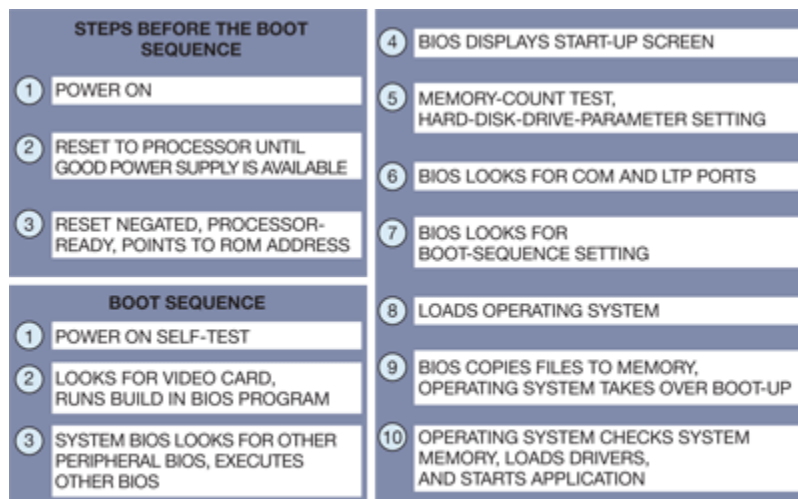 STEPS BEFORE THE BOOT
SEQUENCE
1 POWER ON
2 RESET TO PROCESSOR UNTIL
GOOD POWER SUPPLY IS AVAILABLE
3 RESET NEGATED, PROCESSOR-
READY, POINTS TO ROM ADDRESS
BOOT SEQUENCE
1 POWER ON SELF-TEST
2 LOOKS FOR VIDEO CARD,
RUNS BUILD IN BIOS PROGRAM
3 SYSTEM BIOS LOOKS FOR OTHER
PERIPHERAL BIOS, EXECUTES
OTHER BIOS
4 BIOS DISPLAYS START-UP SCREEN
5 MEMORY-COUNT TEST,
HARD-DISK-DRIVE-PARAMETER SETTING
6 BIOS LOOKS FOR COM AND LTP PORTS
7 BIOS LOOKS FOR
BOOT-SEQUENCE SETTING
8 LOADS OPERATING SYSTEM
9 BIOS COPIES FILES TO MEMORY,
OPERATING SYSTEM TAKES OVER BOOT-UP
10 OPERATING SYSTEM CHECKS SYSTEM
MEMORY, LOADS DRIVERS,
AND STARTS APPLICATION